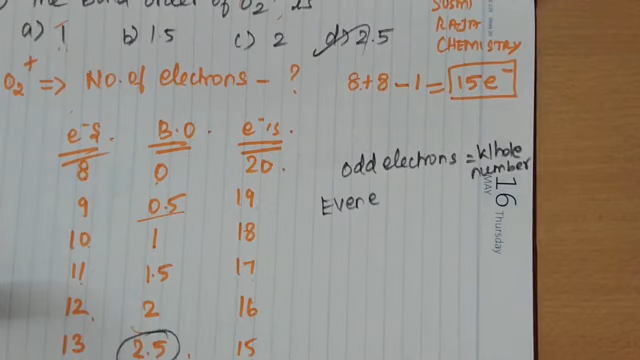 The bond order of O2+ is
a) 1 b) 1.5 c) 2 d) 2.5
SUSMI
RAJA
CHEMISTRY
O2+ => No. of electrons - ? 8+8-1 = 15e-
e-s. B.O e-'s.
8 0 20
9 0.5 19
10 1 18
11 1.5 17
12 2 16
13 2.5 15
odd electrons = Whole
number
Even e
MAY
16
Thursday